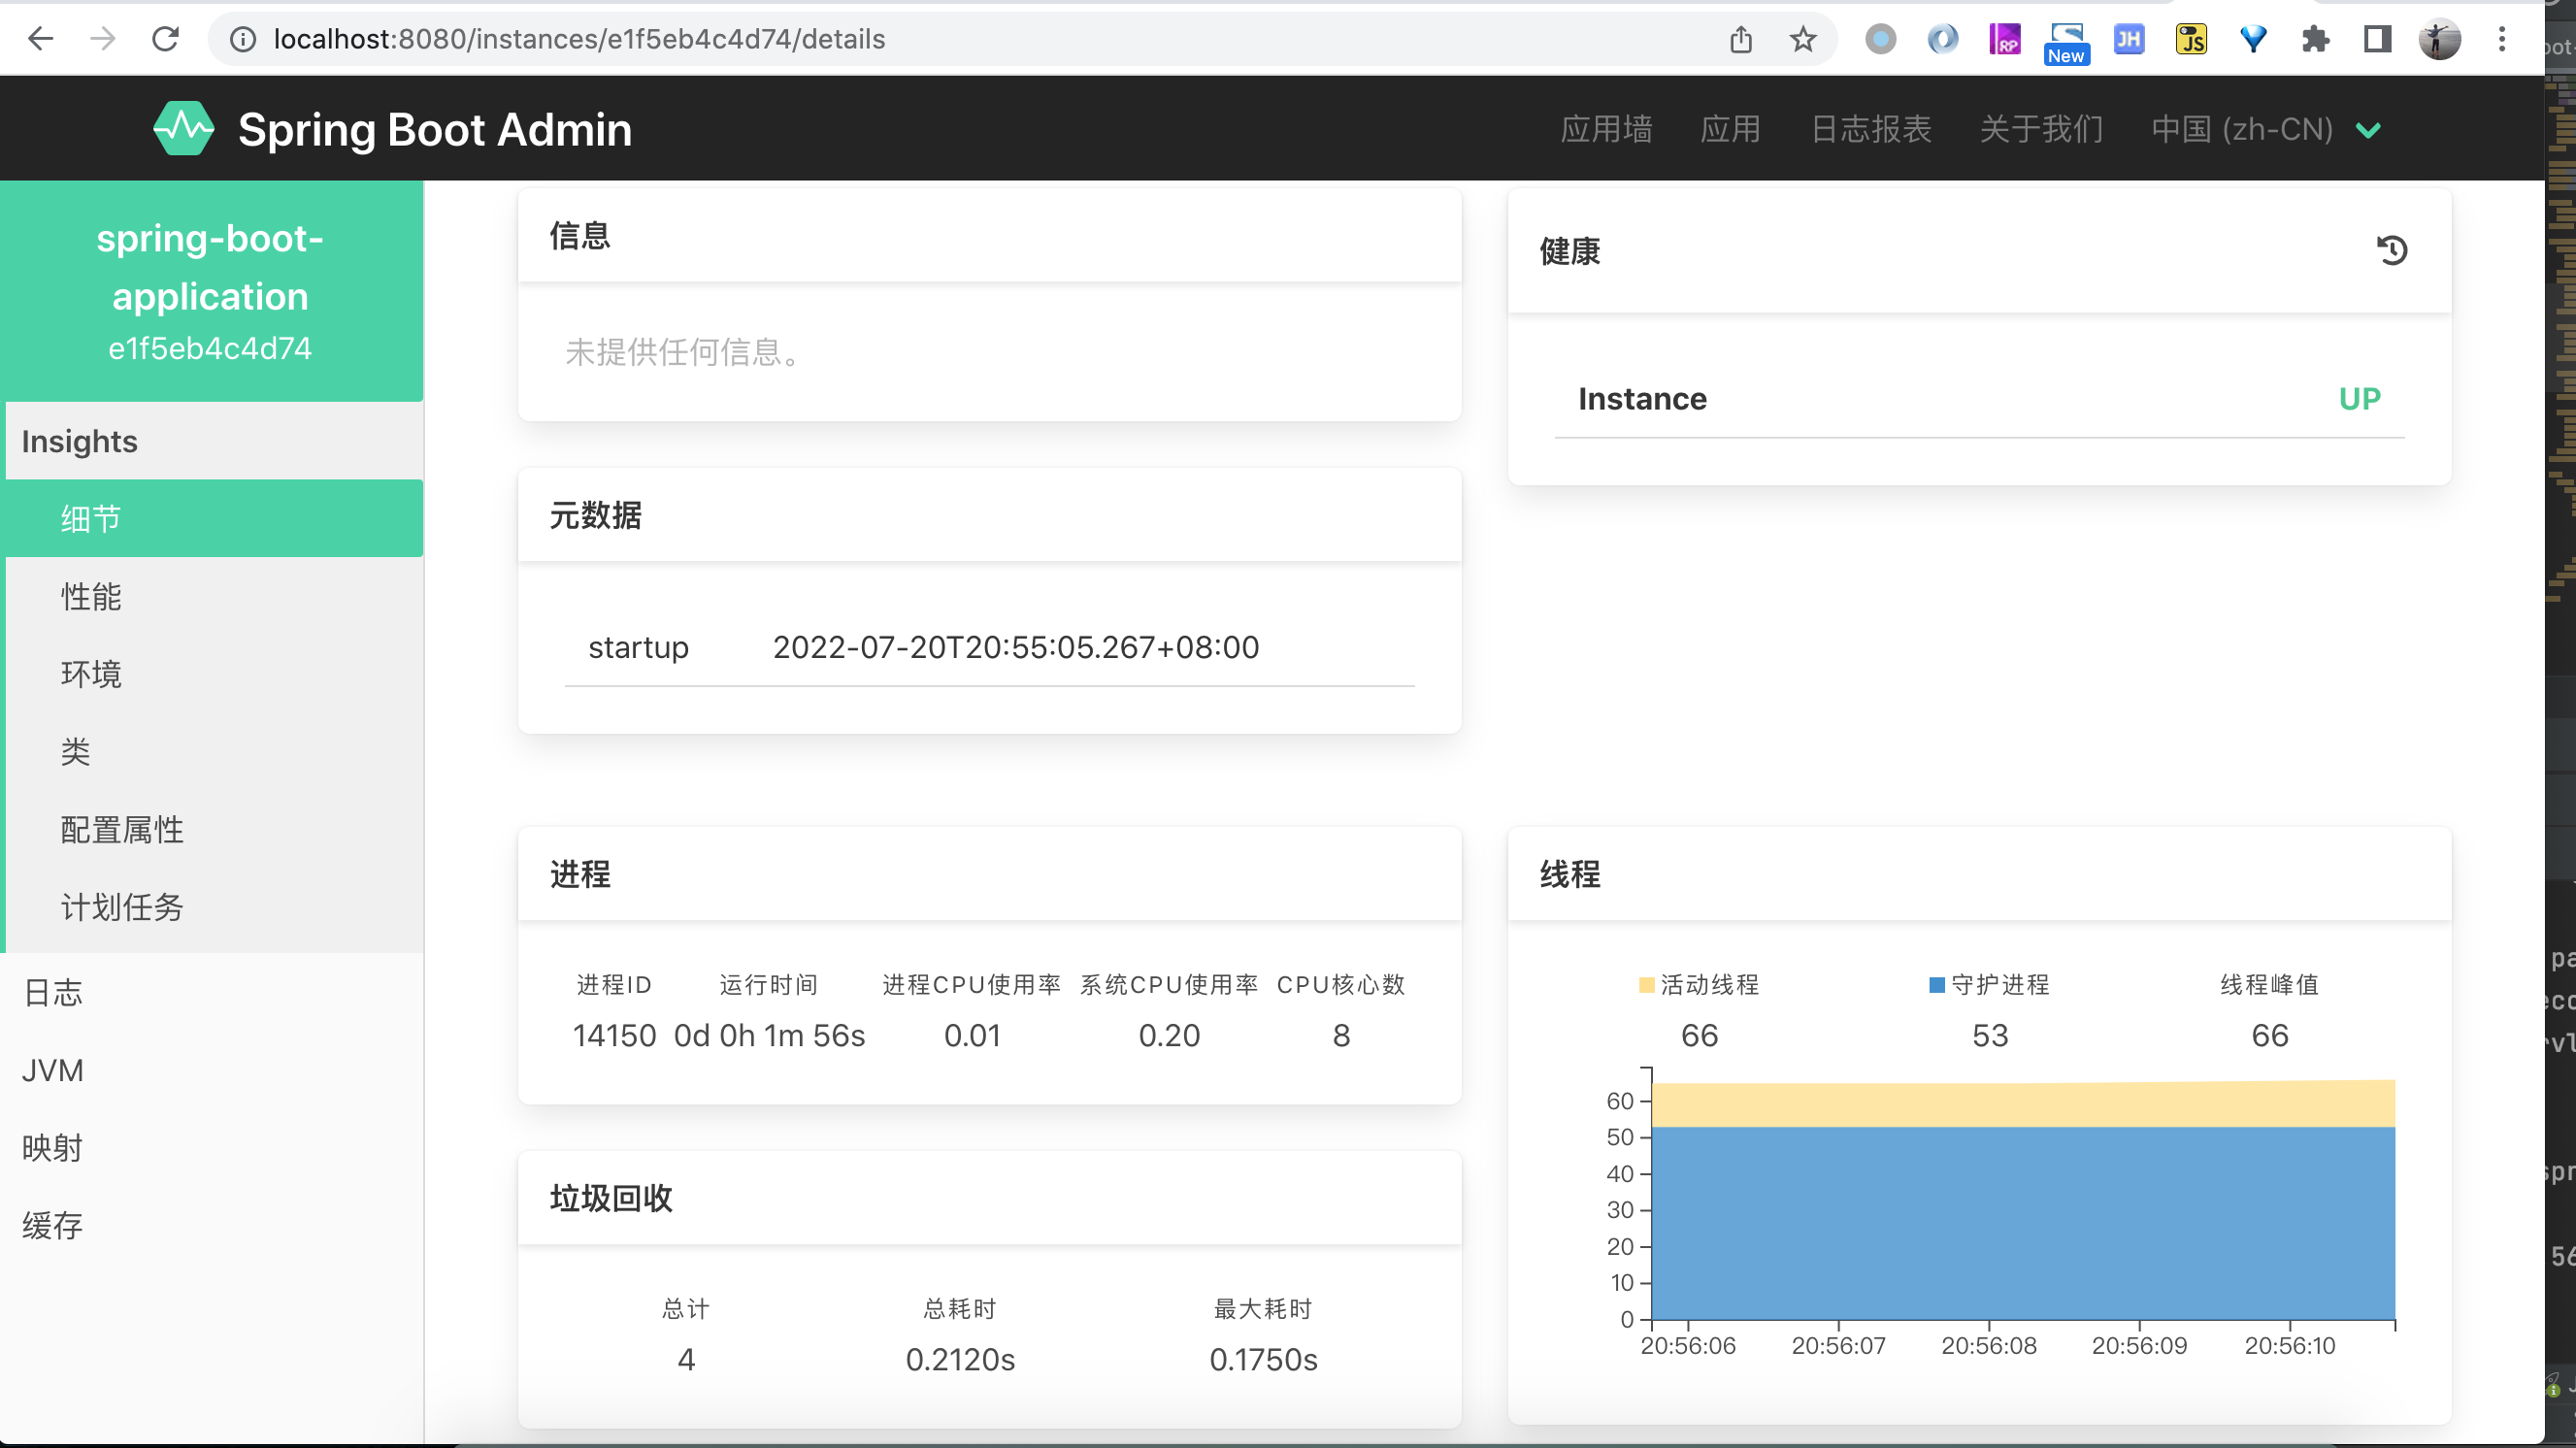 localhost:8080/instances/e1f5eb4c4d74/details
RP
New
JH
JS
Spring Boot Admin
应用墙 应用 日志报表 关于我们 中国 (zh-CN)
spring-boot-
application
e1f5eb4c4d74
Insights
细节
性能
环境
类
配置属性
计划任务
日志
JVM
映射
缓存
信息
未提供任何信息。
健康
Instance UP
元数据
startup 2022-07-20T20:55:05.267+08:00
进程
进程ID 运行时间 进程CPU使用率 系统CPU使用率 CPU核心数
14150 0d 0h 1m 56s 0.01 0.20 8
垃圾回收
总计 总耗时 最大耗时
4 0.2120s 0.1750s
线程
活动线程 守护进程 线程峰值
66 53 66
60
50
40
30
20
10
0
20:56:06 20:56:07 20:56:08 20:56:09 20:56:10